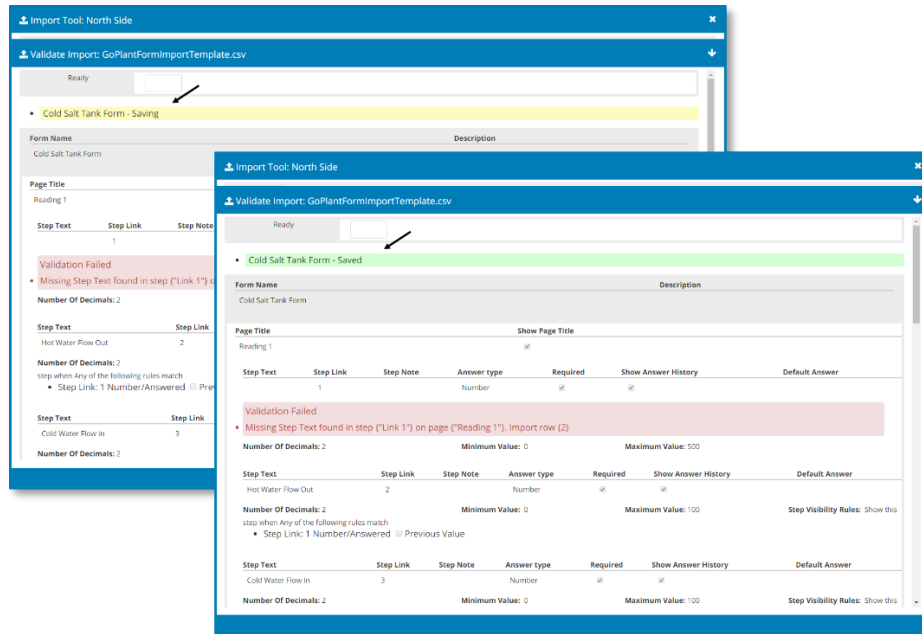 Import Tool: North Side
Validate Import: GoPlantFormImportTemplate.csv
Ready
Cold Salt Tank Form - Saving
Form Name Description
Cold Salt Tank Form
Page Title
Reading 1
Step Text Step Link Step Note
1
Validation Failed
Missing Step Text found in step {"Link 1"}
Number Of Decimals: 2
Step Text Step Link
Hot Water Flow Out 2
Number Of Decimals: 2
step when Any of the following rules match
Step Link: 1 Number/Answered
Step Text Step Link
Cold Water Flow In 3
Number Of Decimals: 2
Import Tool: North Side
Validate Import: GoPlantFormImportTemplate.csv
Ready
Cold Salt Tank Form - Saved
Form Name Description
Cold Salt Tank Form
Page Title Show Page Title
Reading 1
Step Text Step Link Step Note Answer type Required Show Answer History Default Answer
1 Number
Validation Failed
Missing Step Text found in step {"Link 1"} on page {"Reading 1"}. Import row {2}
Number Of Decimals: 2 Minimum Value: 0 Maximum Value: 500
Step Text Step Link Step Note Answer type Required Show Answer History Default Answer
Hot Water Flow Out 2 Number
Number Of Decimals: 2 Minimum Value: 0 Maximum Value: 100 Step Visibility Rules: Show this
step when Any of the following rules match
Step Link: 1 Number/Answered Previous Value
Step Text Step Link Step Note Answer type Required Show Answer History Default Answer
Cold Water Flow In 3 Number
Number Of Decimals: 2 Minimum Value: 0 Maximum Value: 100 Step Visibility Rules: Show this